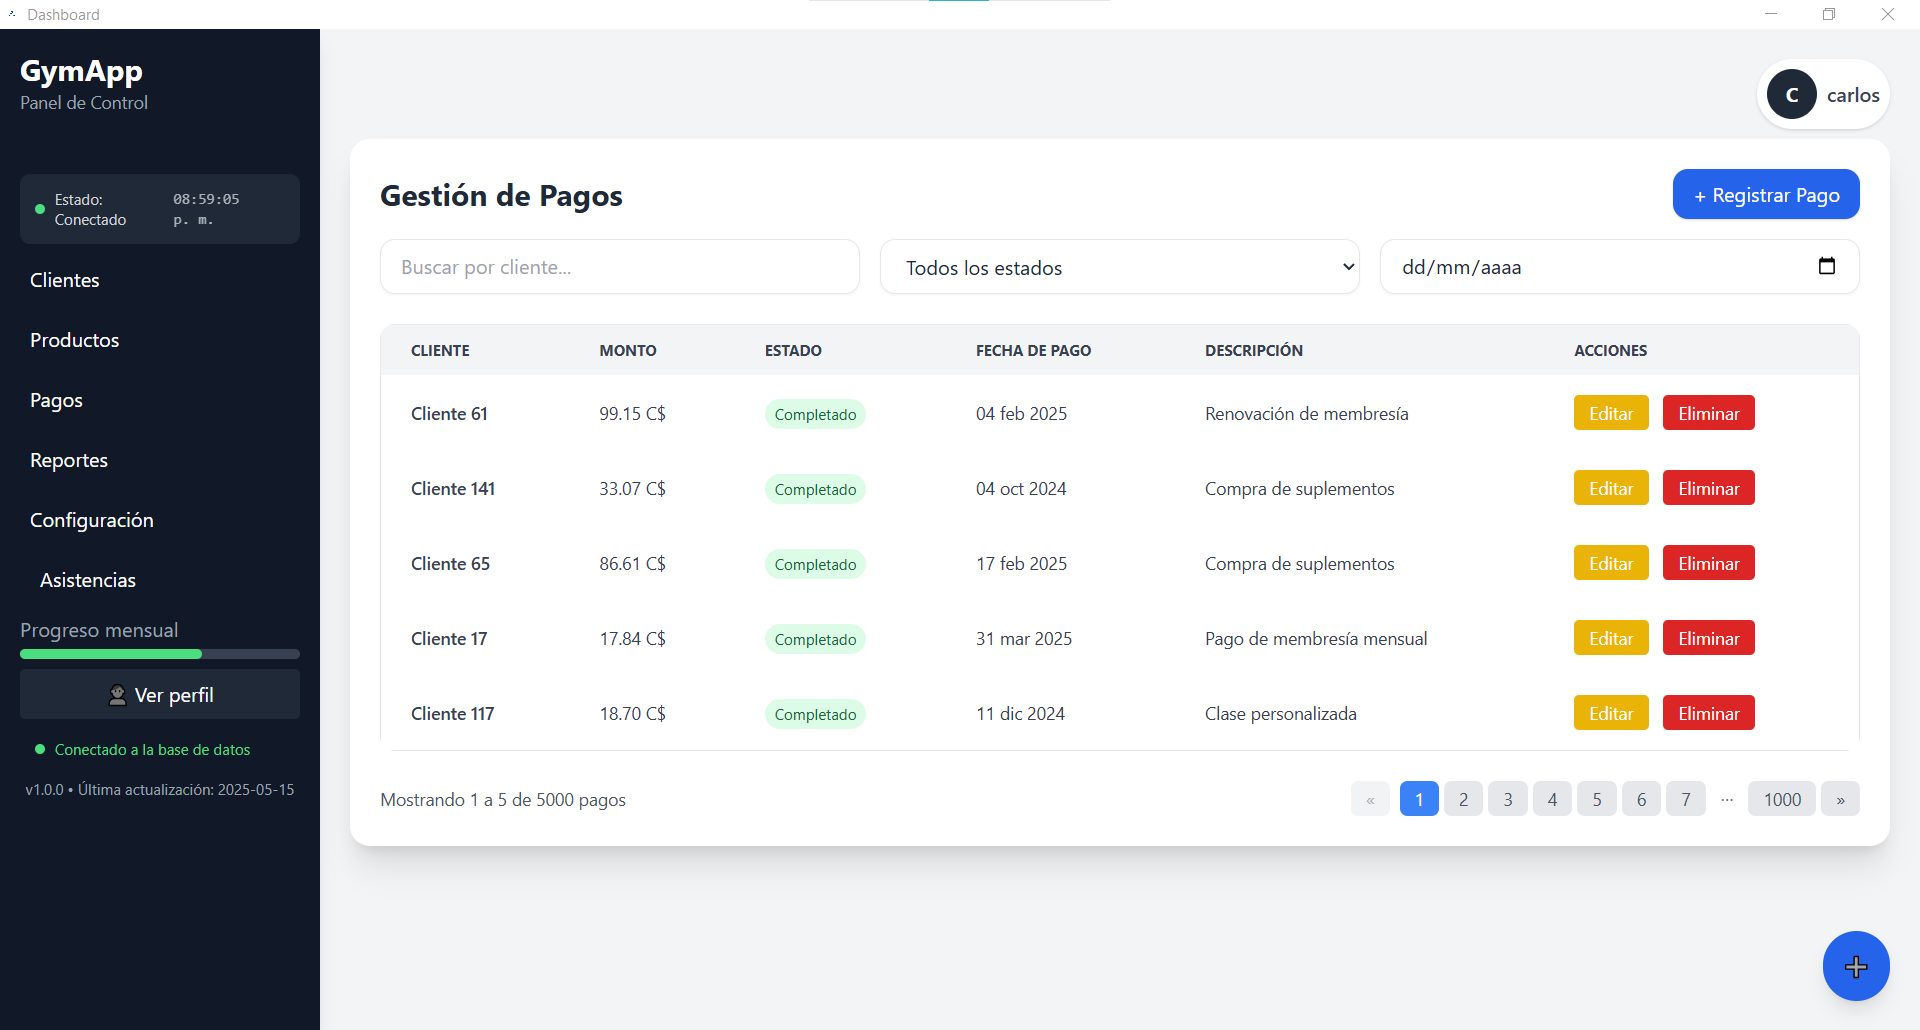 Dashboard
GymApp
Panel de Control
Estado: Conectado
08:59:05 p. m.
Clientes
Productos
Pagos
Reportes
Configuración
Asistencias
Progreso mensual
Ver perfil
Conectado a la base de datos
v1.0.0 • Última actualización: 2025-05-15
C carlos
Gestión de Pagos
+ Registrar Pago
Buscar por cliente...
Todos los estados
dd/mm/aaaa
CLIENTE MONTO ESTADO FECHA DE PAGO DESCRIPCIÓN ACCIONES
Cliente 61 99.15 C$ Completado 04 feb 2025 Renovación de membresía Editar Eliminar
Cliente 141 33.07 C$ Completado 04 oct 2024 Compra de suplementos Editar Eliminar
Cliente 65 86.61 C$ Completado 17 feb 2025 Compra de suplementos Editar Eliminar
Cliente 17 17.84 C$ Completado 31 mar 2025 Pago de membresía mensual Editar Eliminar
Cliente 117 18.70 C$ Completado 11 dic 2024 Clase personalizada Editar Eliminar
Mostrando 1 a 5 de 5000 pagos
« 1 2 3 4 5 6 7 ... 1000 »
+